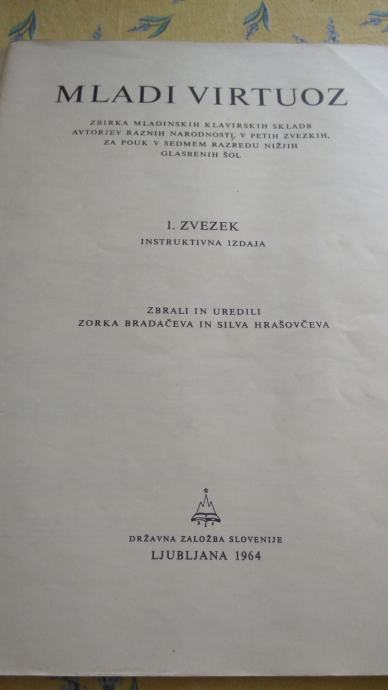 MLADI VIRTUOZ
ZBIRKA MLADINSKIH KLAVIRSKIH SKLADB
AVTORJEV RAZNIH NARODNOSTI, V PETIH ZVEZKIH,
ZA POUK V SEDMEM RAZREDU NIŽJIH
GLASBENIH ŠOL
1. ZVEZEK
INSTRUKTIVNA IZDAJA
ZBRALI IN UREDILI
ZORKA BRADAČEVA IN SILVA HRAŠOVČEVA
DRŽAVNA ZALOŽBA SLOVENIJE
LJUBLJANA 1964